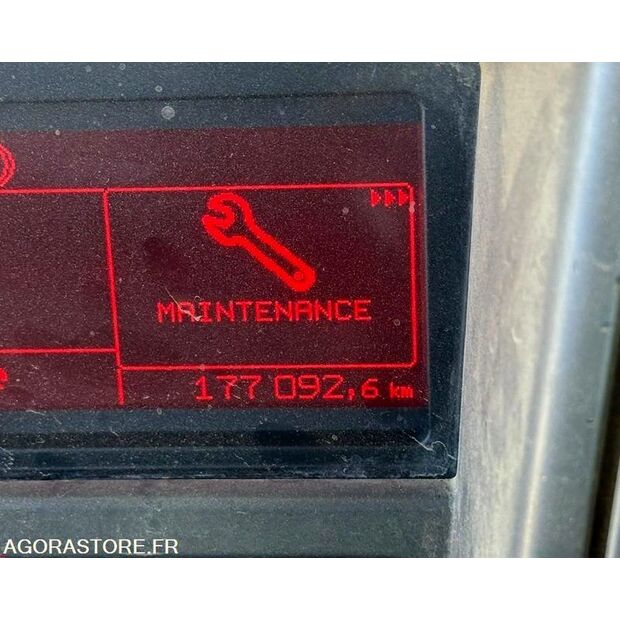 MAINTENANCE
177 092,6 km
AGORASTORE.FR